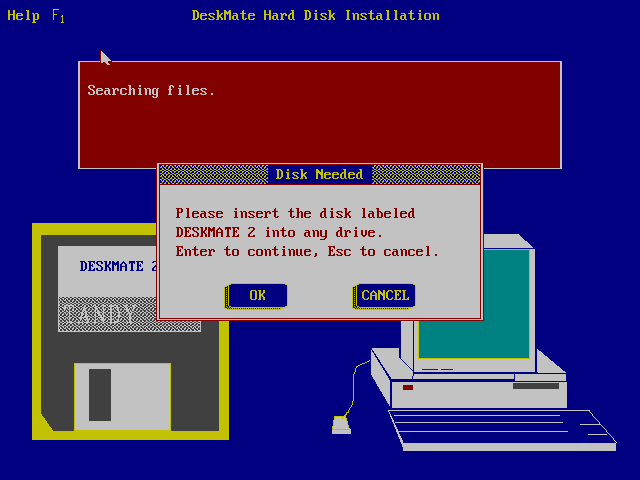 Help F1
DeskMate Hard Disk Installation
Searching files.
Disk Needed
Please insert the disk labeled
DESKMATE 2 into any drive.
Enter to continue, Esc to cancel.
OK
CANCEL
DESKMATE 2
TANDY